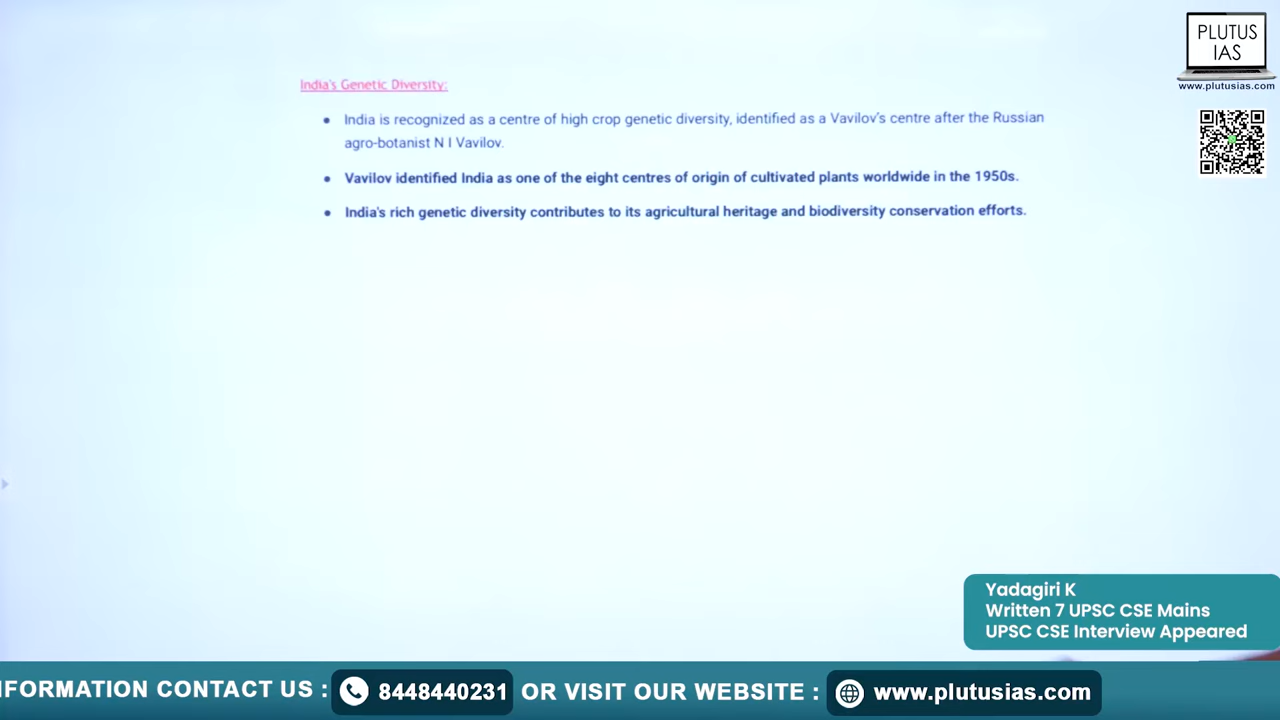 PLUTUS
IAS
www.plutusias.com
India's Genetic Diversity:
• India is recognized as a centre of high crop genetic diversity, identified as a Vavilov's centre after the Russian
agro-botanist N I Vavilov.
• Vavilov identified India as one of the eight centres of origin of cultivated plants worldwide in the 1950s.
• India's rich genetic diversity contributes to its agricultural heritage and biodiversity conservation efforts.
Yadagiri K
Written 7 UPSC CSE Mains
UPSC CSE Interview Appeared
NFORMATION CONTACT US : 8448440231 OR VISIT OUR WEBSITE : www.plutusias.com